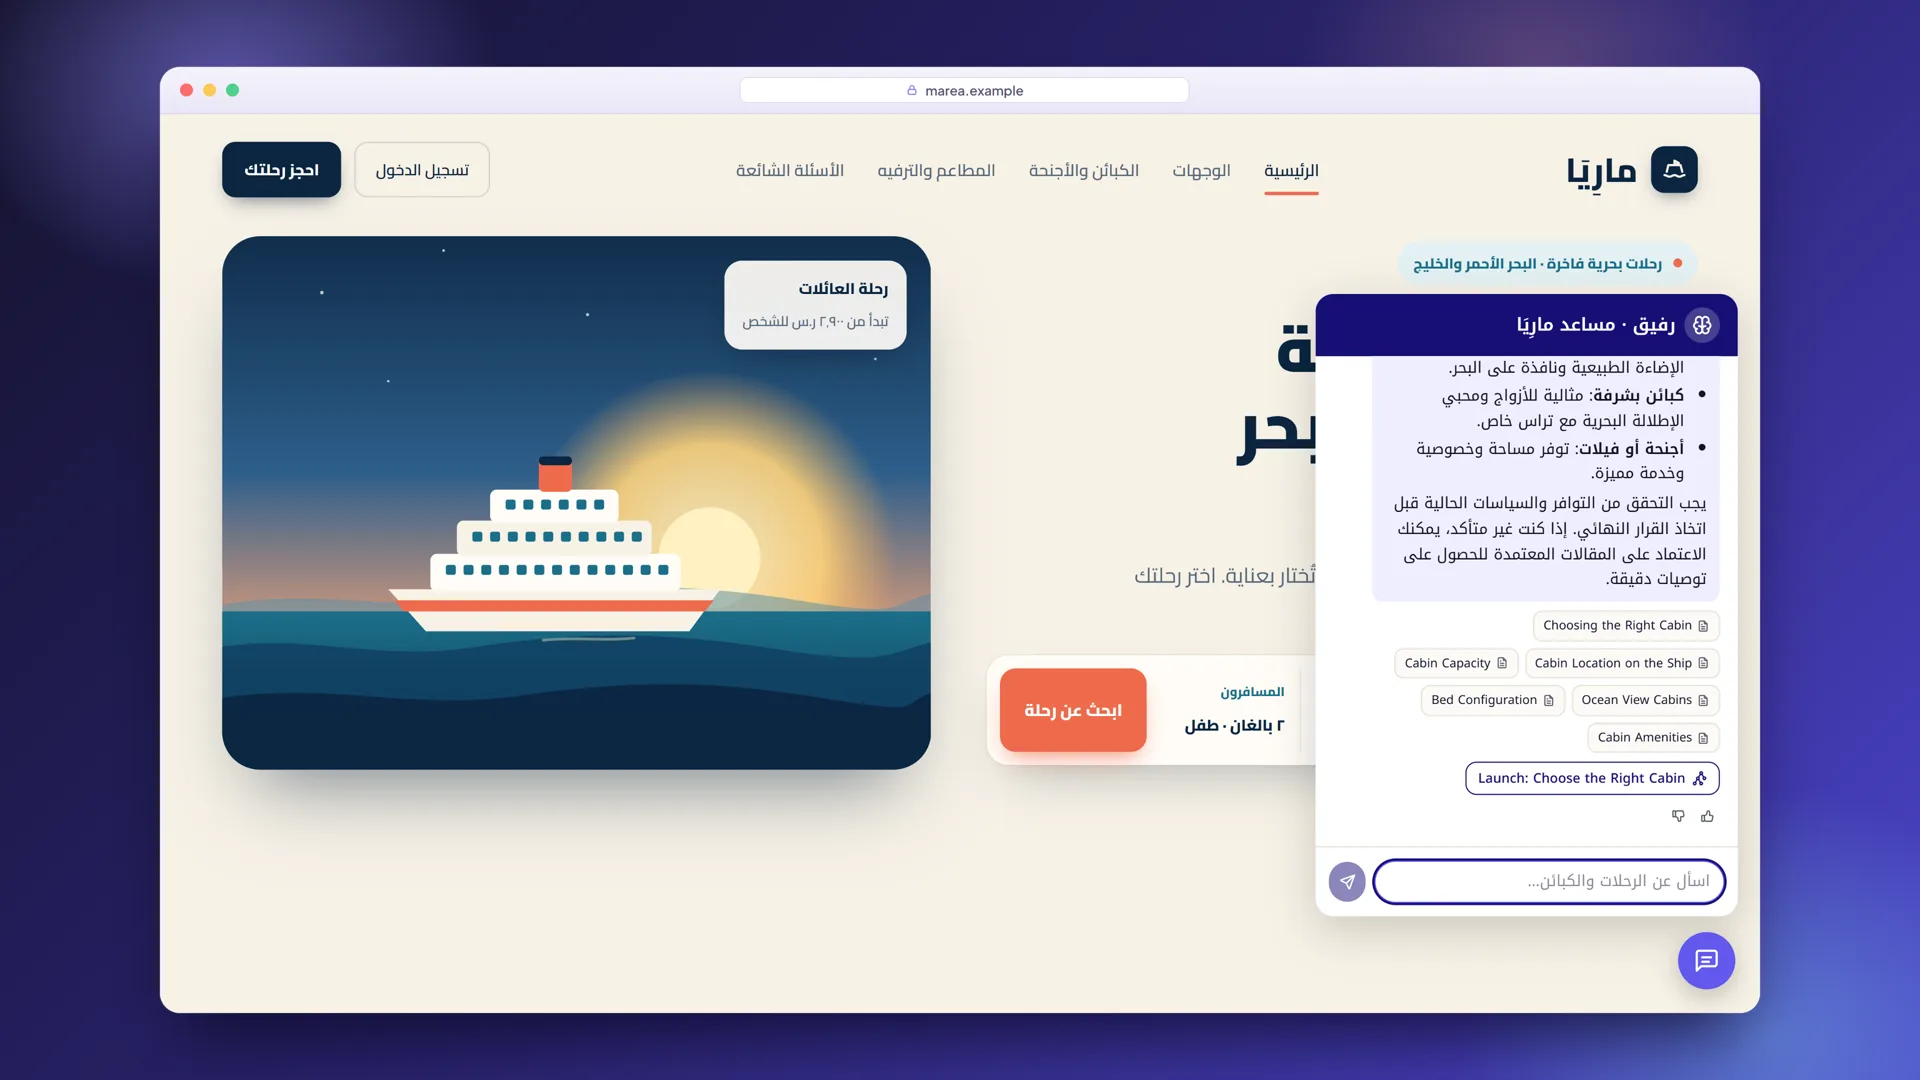 marea.example
مارِيَا
الرئيسية
الوجهات
الكبائن والأجنحة
المطاعم والترفيه
الأسئلة الشائعة
تسجيل الدخول
احجز رحلتك
رحلات بحرية فاخرة · البحر الأحمر والخليج
رحلة العائلات
تبدأ من ٢٬٩٠٠ ر.س للشخص
تُختار بعناية. اختر رحلتك
المسافرون
٢ بالغان · طفل
ابحث عن رحلة
رفيق · مساعد مارِيَا
الإضاءة الطبيعية ونافذة على البحر.
• كبائن بشرفة: مثالية للأزواج ومحبي
الإطلالة البحرية مع تراس خاص.
• أجنحة أو فيلات: توفر مساحة وخصوصية
وخدمة مميزة.
يجب التحقق من التوافر والسياسات الحالية قبل
اتخاذ القرار النهائي. إذا كنت غير متأكد، يمكنك
الاعتماد على المقالات المعتمدة للحصول على
توصيات دقيقة.
Choosing the Right Cabin
Cabin Location on the Ship
Cabin Capacity
Ocean View Cabins
Bed Configuration
Cabin Amenities
Launch: Choose the Right Cabin
اسأل عن الرحلات والكبائن...